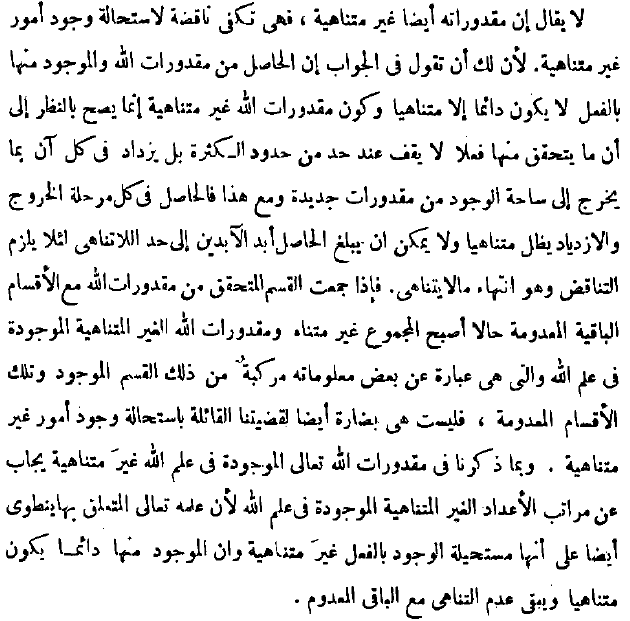 لا يقال إن مقدوراته أيضا غير متناهية ، فهى تكفى ناقضة لاستحالة وجود أمور
غير متناهية. لأن لك أن تقول فى الجواب إن الحاصل من مقدورات الله والموجود منها
بالفعل لا يكون دائما إلا متناهيا وكون مقدورات الله غير متناهية إنما يصح بالنظر إلى
أن ما يتحقق منها فعلا لا يقف عند حد من حدود الكثرة بل يزداد فى كل آن بما
يخرج إلى ساحة الوجود من مقدورات جديدة ومع هذا فالحاصل فى كل مرحلة الخروج
والازدياد يظل متناهيا ولا يمكن ان يبلغ الحاصل أبد الآبدين إلى حد اللاتناهى لئلا يلزم
التناقض وهو انتهاء مالايتناهى. فإذا جمعت القسم المتحقق من مقدورات الله مع الأقسام
الباقية المعدومة حالا أصبح المجموع غير متناه ومقدورات الله الغير المتناهية الموجودة
فى علم الله والتى هى عبارة عن بعض معلوماته مركبةٌ من ذلك القسم الموجود وتلك
الأقسام المعدومة ، فليست هى بضارة أيضا لقضيتنا القائلة باستحالة وجود أمور غير
متناهية . وبما ذكرنا فى مقدورات الله تعالى الموجودة فى علم الله غيرَ متناهية يجاب
عن مراتب الأعداد الغير المتناهية الموجودة فى علم الله لأن علمه تعالى المتعلق بها ينطوى
أيضا على أنها مستحيلة الوجود بالفعل غيرَ متناهية وان الموجود منها دائما يكون
متناهيا ويبقى عدم التناهى مع الباقى المعدوم .